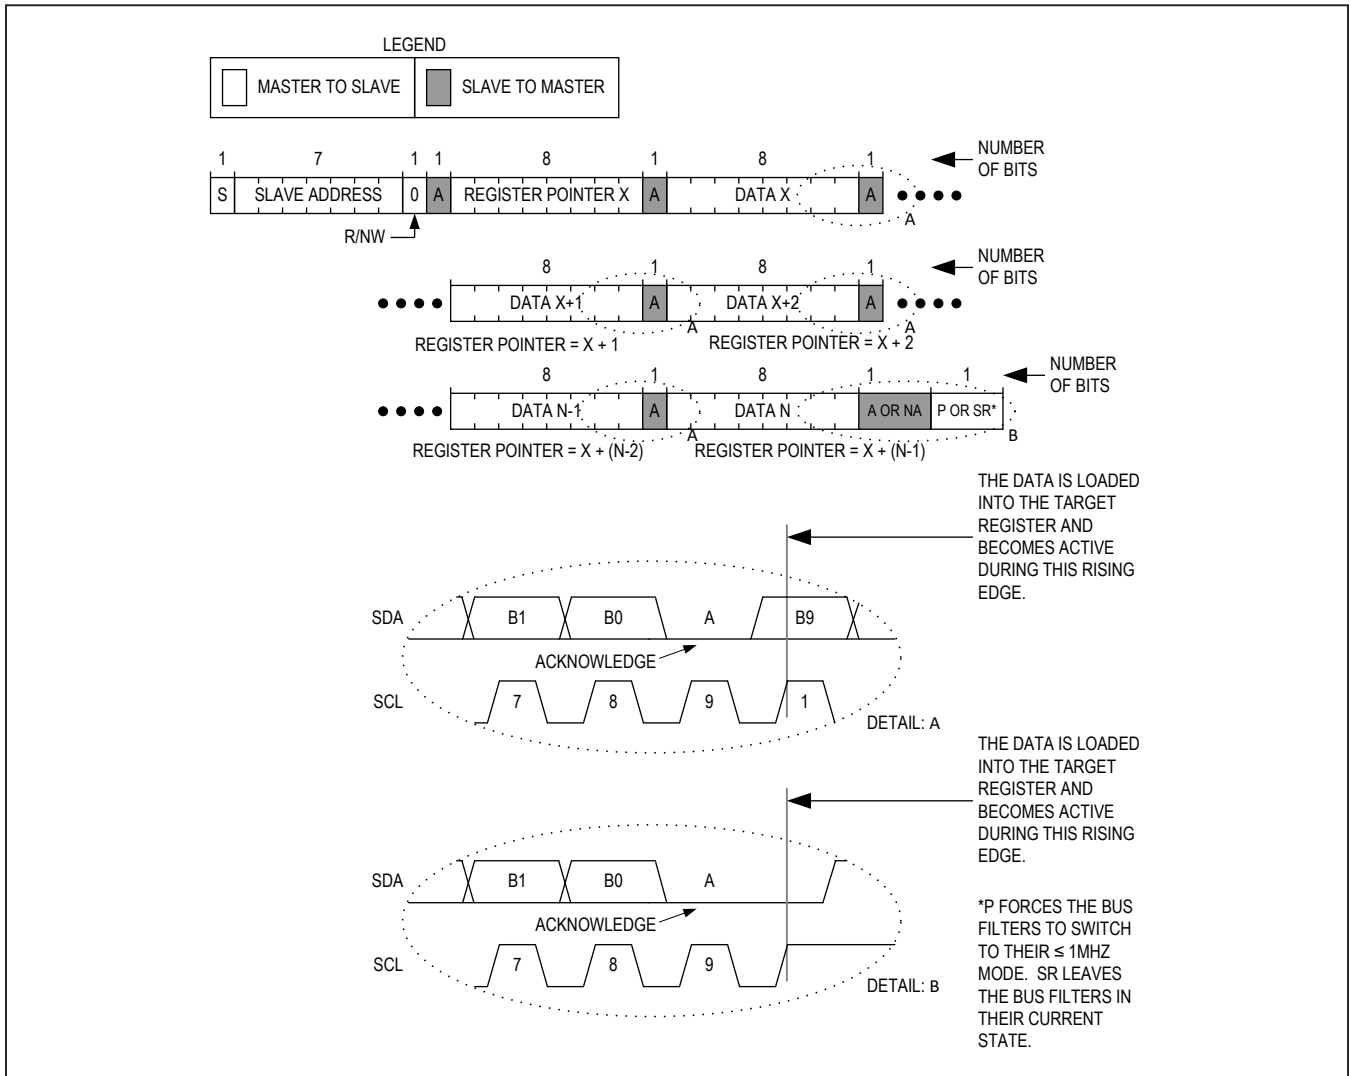 LEGEND
MASTER TO SLAVE SLAVE TO MASTER
1 7 1 1 8 1 8 1 NUMBER OF BITS
S SLAVE ADDRESS 0 A REGISTER POINTER X A DATA X A
R/NW A
8 1 8 1 NUMBER OF BITS
DATA X+1 A DATA X+2 A
A A
REGISTER POINTER = X + 1 REGISTER POINTER = X + 2
8 1 8 1 1 NUMBER OF BITS
DATA N-1 A DATA N A OR NA P OR SR*
A B
REGISTER POINTER = X + (N-2) REGISTER POINTER = X + (N-1)
THE DATA IS LOADED
INTO THE TARGET
REGISTER AND
BECOMES ACTIVE
DURING THIS RISING
EDGE.
SDA B1 B0 A B9
ACKNOWLEDGE
SCL 7 8 9 1
DETAIL: A
THE DATA IS LOADED
INTO THE TARGET
REGISTER AND
BECOMES ACTIVE
DURING THIS RISING
EDGE.
SDA B1 B0 A
ACKNOWLEDGE
SCL 7 8 9
DETAIL: B
*P FORCES THE BUS
FILTERS TO SWITCH
TO THEIR ≤ 1MHZ
MODE. SR LEAVES
THE BUS FILTERS IN
THEIR CURRENT
STATE.